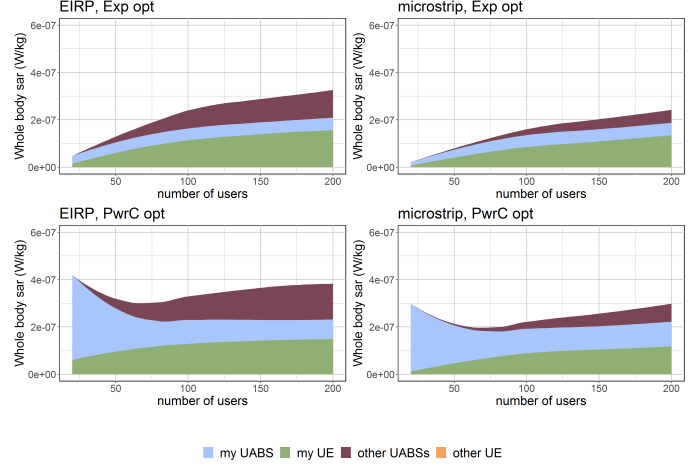 EIRP, Exp opt
microstrip, Exp opt
Whole body sar (W/kg)
6e-07
4e-07
2e-07
0e+00
50
100
150
200
number of users
Whole body sar (W/kg)
6e-07
4e-07
2e-07
0e+00
50
100
150
200
number of users
EIRP, PwrC opt
microstrip, PwrC opt
Whole body sar (W/kg)
6e-07
4e-07
2e-07
0e+00
50
100
150
200
number of users
Whole body sar (W/kg)
6e-07
4e-07
2e-07
0e+00
50
100
150
200
number of users
my UABS my UE other UABSs other UE